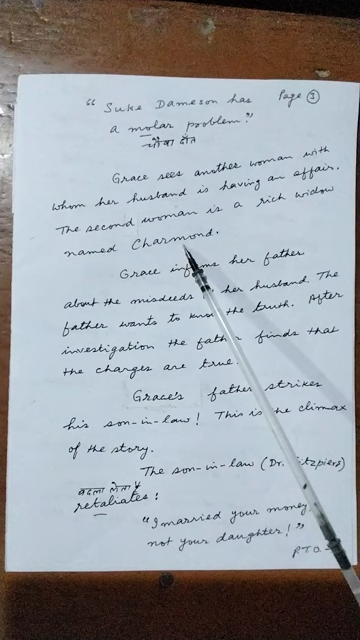 "Suke Dameson has Page 3
a molar problem."
चौघा दाँत
Grace sees another woman with
whom her husband is having an affair.
The second woman is a rich widow
named Charmond.
Grace informs her father
about the misdeeds her husband. The
father wants to know the truth. After
investigation the father finds that
the charges are true.
Grace's father strikes
his son-in-law! This is the climax
of the story.
The son-in-law (Dr. Fitzpiers)
बदला लेता है
retaliates:
"I married your money
not your daughter!"
P.T.O.